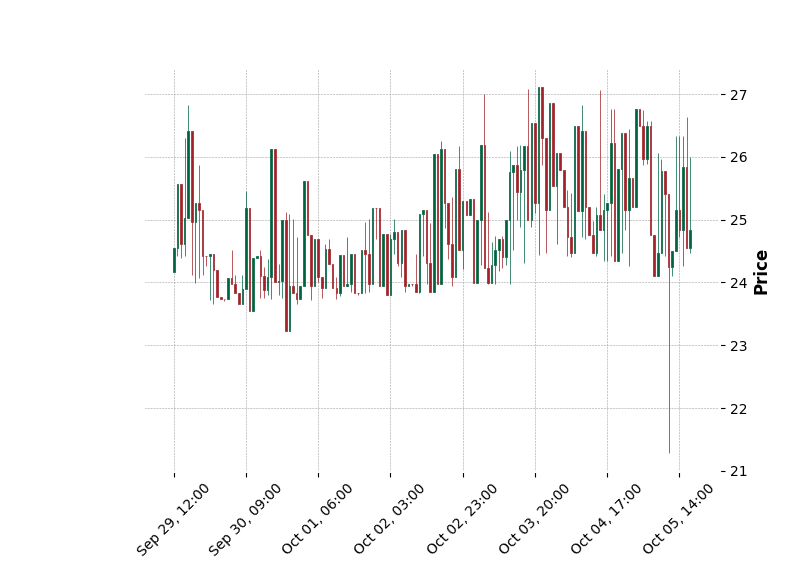 27
26
25
24
23
22
21
Price
Sep 29, 12:00
Sep 30, 09:00
Oct 01, 06:00
Oct 02, 03:00
Oct 02, 23:00
Oct 03, 20:00
Oct 04, 17:00
Oct 05, 14:00